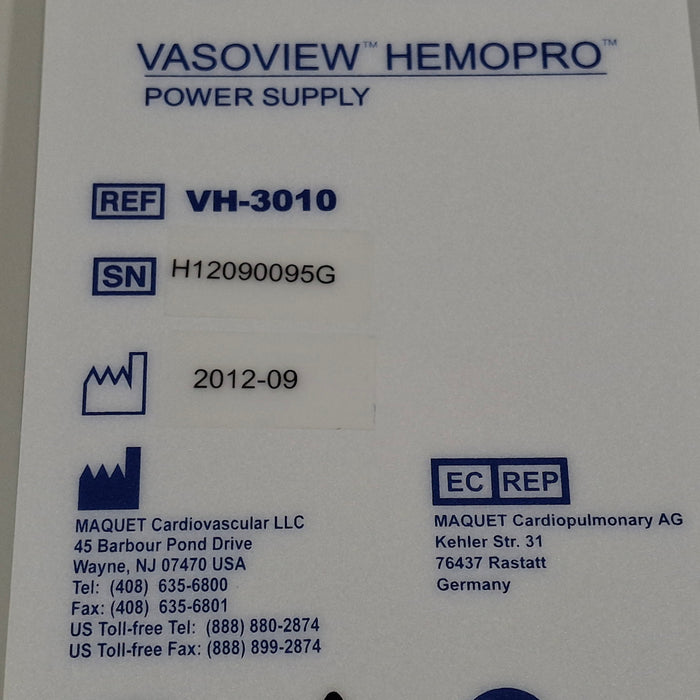 VASOVIEW™ HEMOPRO™
POWER SUPPLY
REF VH-3010
SN H12090095G
2012-09
MAQUET Cardiovascular LLC
45 Barbour Pond Drive
Wayne, NJ 07470 USA
Tel: (408) 635-6800
Fax: (408) 635-6801
US Toll-free Tel: (888) 880-2874
US Toll-free Fax: (888) 899-2874
EC REP
MAQUET Cardiopulmonary AG
Kehler Str. 31
76437 Rastatt
Germany